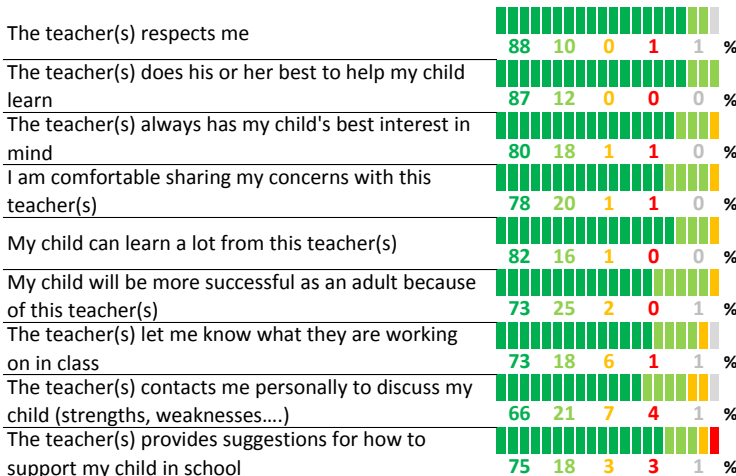 The teacher(s) respects me
88 10 0 1 1 %
The teacher(s) does his or her best to help my child
learn
87 12 0 0 0 %
The teacher(s) always has my child's best interest in
mind
80 18 1 1 0 %
I am comfortable sharing my concerns with this
teacher(s)
78 20 1 1 0 %
My child can learn a lot from this teacher(s)
82 16 1 0 0 %
My child will be more successful as an adult because
of this teacher(s)
73 25 2 0 1 %
The teacher(s) let me know what they are working
on in class
73 18 6 1 1 %
The teacher(s) contacts me personally to discuss my
child (strengths, weaknesses....)
66 21 7 4 1 %
The teacher(s) provides suggestions for how to
support my child in school
75 18 3 3 1 %